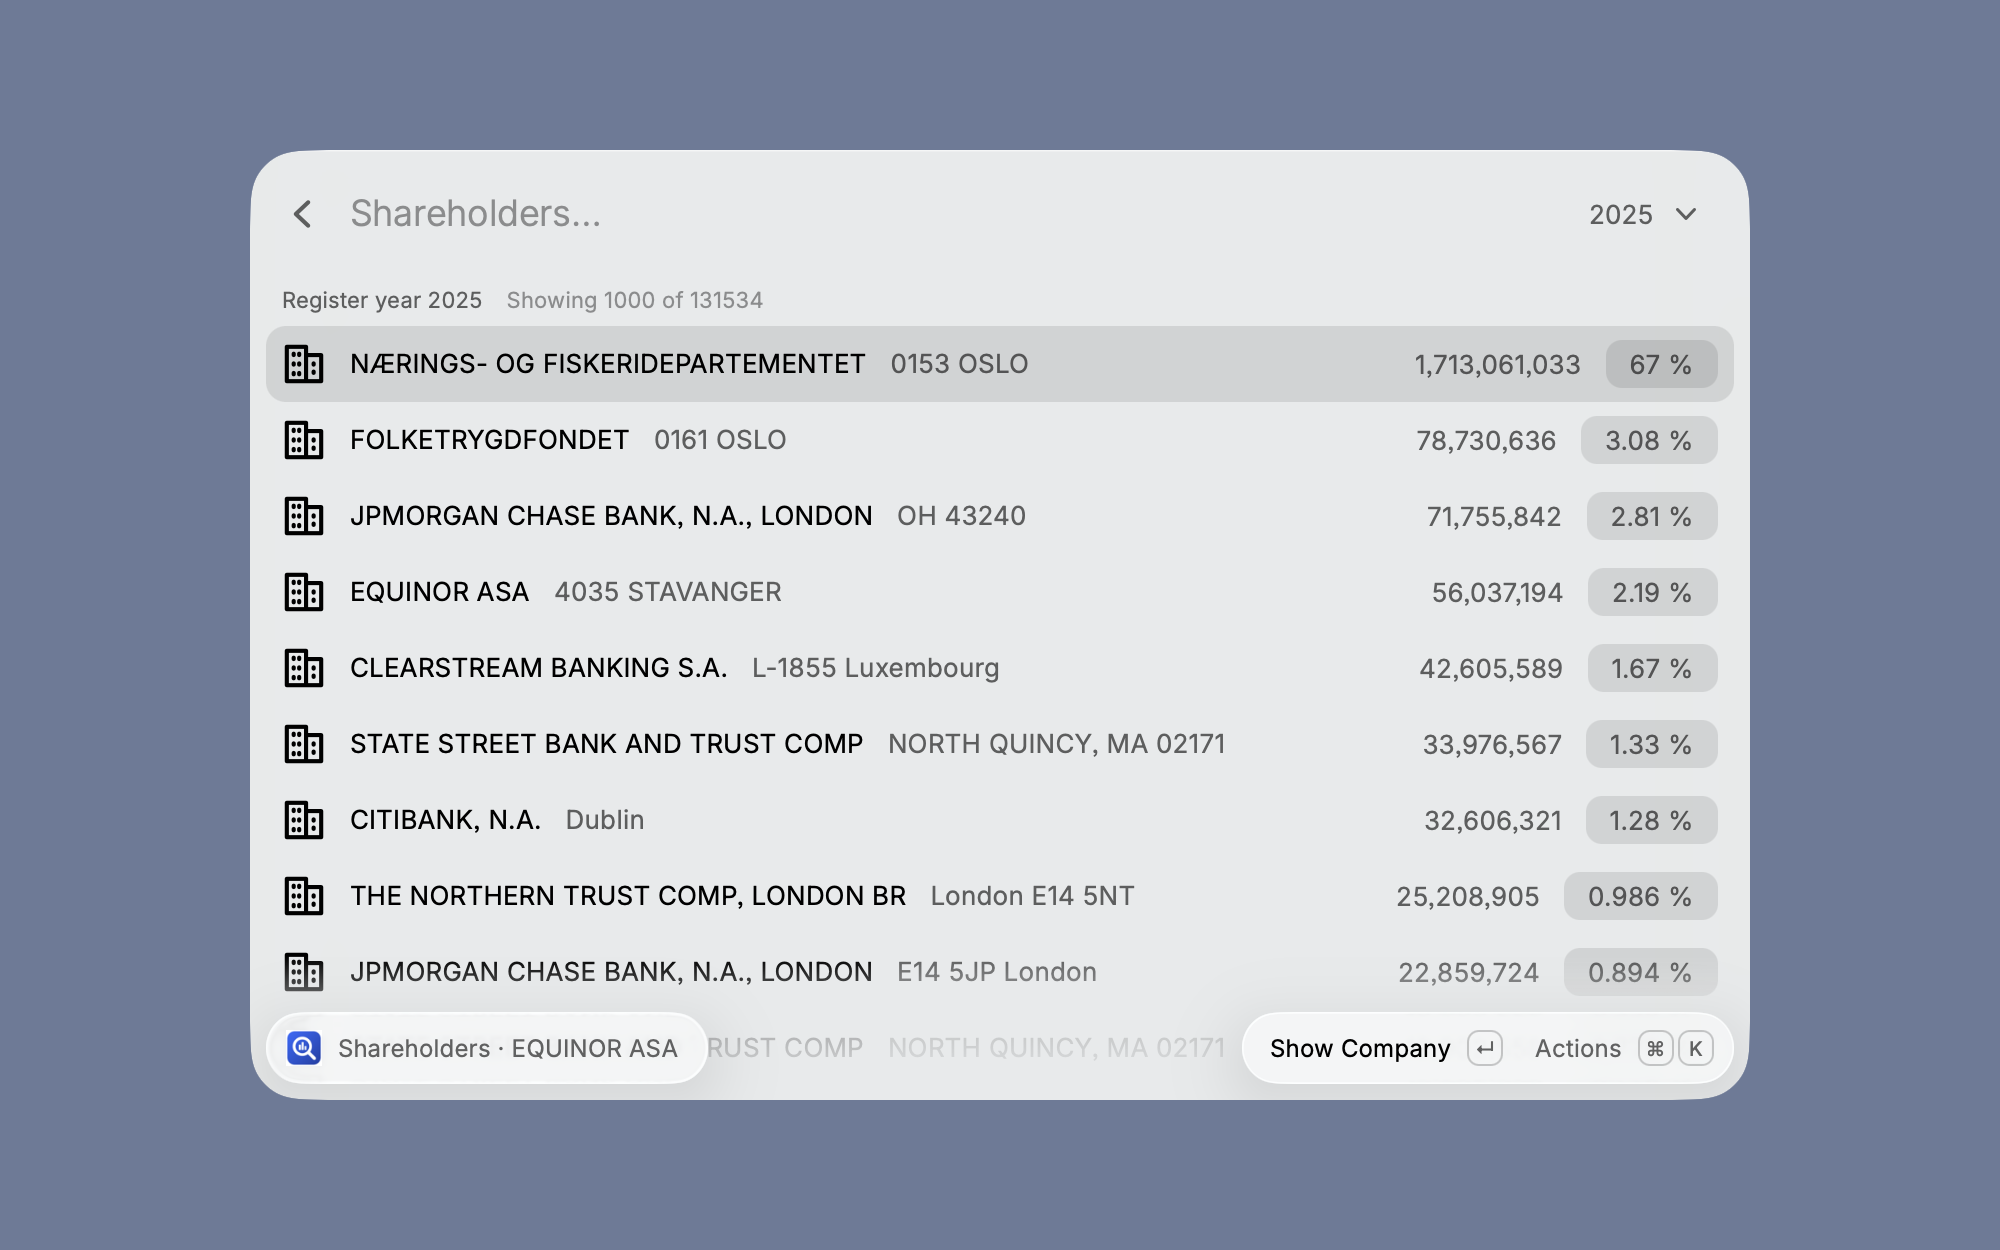 Shareholders...
2025
Register year 2025 Showing 1000 of 131534
NÆRINGS- OG FISKERIDEPARTEMENTET 0153 OSLO 1,713,061,033 67 %
FOLKETRYGDFONDET 0161 OSLO 78,730,636 3.08 %
JPMORGAN CHASE BANK, N.A., LONDON OH 43240 71,755,842 2.81 %
EQUINOR ASA 4035 STAVANGER 56,037,194 2.19 %
CLEARSTREAM BANKING S.A. L-1855 Luxembourg 42,605,589 1.67 %
STATE STREET BANK AND TRUST COMP NORTH QUINCY, MA 02171 33,976,567 1.33 %
CITIBANK, N.A. Dublin 32,606,321 1.28 %
THE NORTHERN TRUST COMP, LONDON BR London E14 5NT 25,208,905 0.986 %
JPMORGAN CHASE BANK, N.A., LONDON E14 5JP London 22,859,724 0.894 %
Shareholders · EQUINOR ASA RUST COMP NORTH QUINCY, MA 02171 Show Company ↵ Actions ⌘ K